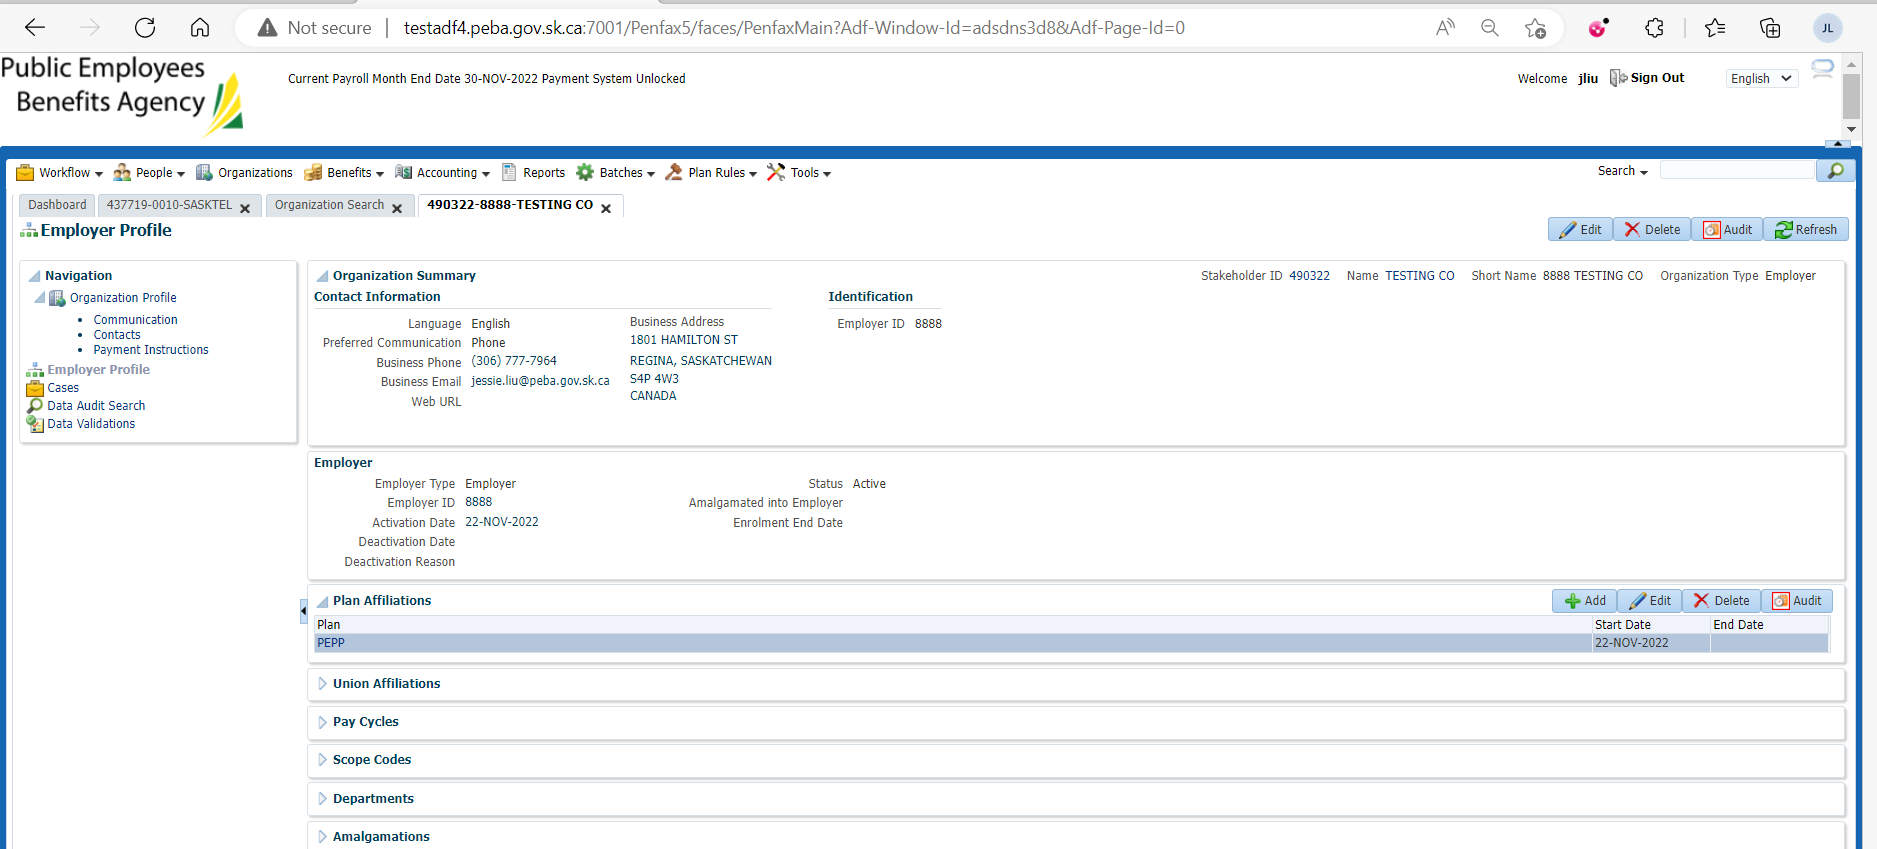 Not secure | testadf4.peba.gov.sk.ca:7001/Penfax5/faces/PenfaxMain?Adf-Window-Id=adsdns3d8&Adf-Page-Id=0
JL
Public Employees
Benefits Agency
Current Payroll Month End Date 30-NOV-2022 Payment System Unlocked
Welcome jliu Sign Out English
Workflow People Organizations Benefits Accounting Reports Batches Plan Rules Tools Search
Dashboard 437719-0010-SASKTEL Organization Search 490322-8888-TESTING CO
Employer Profile
Edit Delete Audit Refresh
Navigation
Organization Profile
Communication
Contacts
Payment Instructions
Employer Profile
Cases
Data Audit Search
Data Validations
Organization Summary
Stakeholder ID 490322 Name TESTING CO Short Name 8888 TESTING CO Organization Type Employer
Contact Information
Language English
Preferred Communication Phone
Business Phone (306) 777-7964
Business Email jessie.liu@peba.gov.sk.ca
Web URL
Business Address
1801 HAMILTON ST
REGINA, SASKATCHEWAN
S4P 4W3
CANADA
Identification
Employer ID 8888
Employer
Employer Type Employer
Employer ID 8888
Activation Date 22-NOV-2022
Deactivation Date
Deactivation Reason
Status Active
Amalgamated into Employer
Enrolment End Date
Plan Affiliations
Add Edit Delete Audit
Plan Start Date End Date
PEPP 22-NOV-2022
Union Affiliations
Pay Cycles
Scope Codes
Departments
Amalgamations